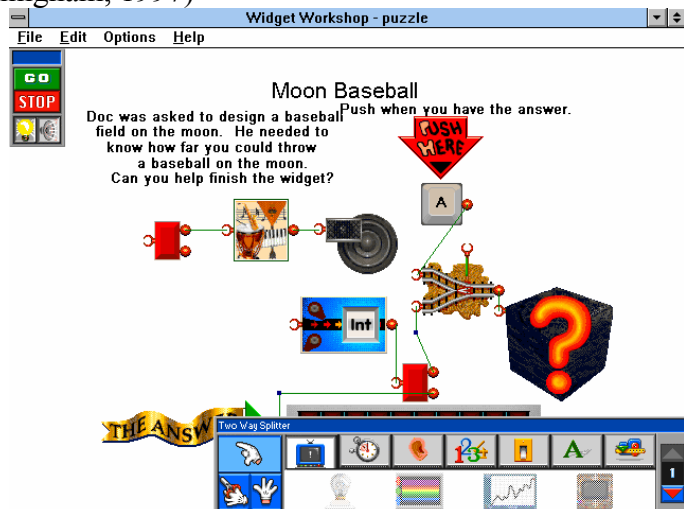 Widget Workshop - puzzle
File Edit Options Help
GO
STOP
Moon Baseball
Doc was asked to design a baseball
field on the moon. He needed to
know how far you could throw
a baseball on the moon.
Can you help finish the widget?
Push when you have the answer.
PUSH
HERE
A
Int
?
THE ANSW
Two Way Splitter
1234
A
1